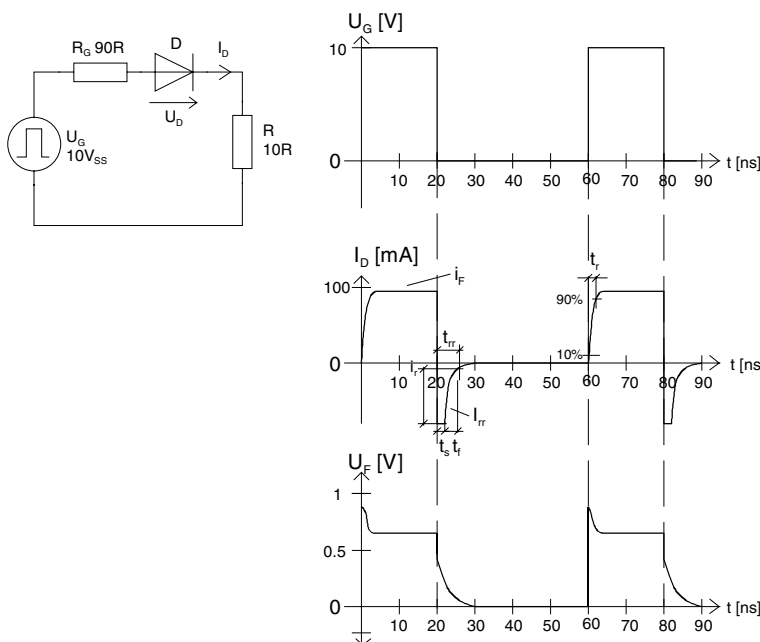 R_G 90R
D
I_D
U_D
U_G
10V_SS
R
10R
U_G [V]
10
0
10 20 30 40 50 60 70 80 90
t [ns]
I_D [mA]
100
i_F
t_r
90%
10%
t_rr
0
10 20 30 40 50 60 70 80 90
t [ns]
i_r
I_rr
t_s t_f
U_F [V]
1
0.5
0
10 20 30 40 50 60 70 80 90
t [ns]